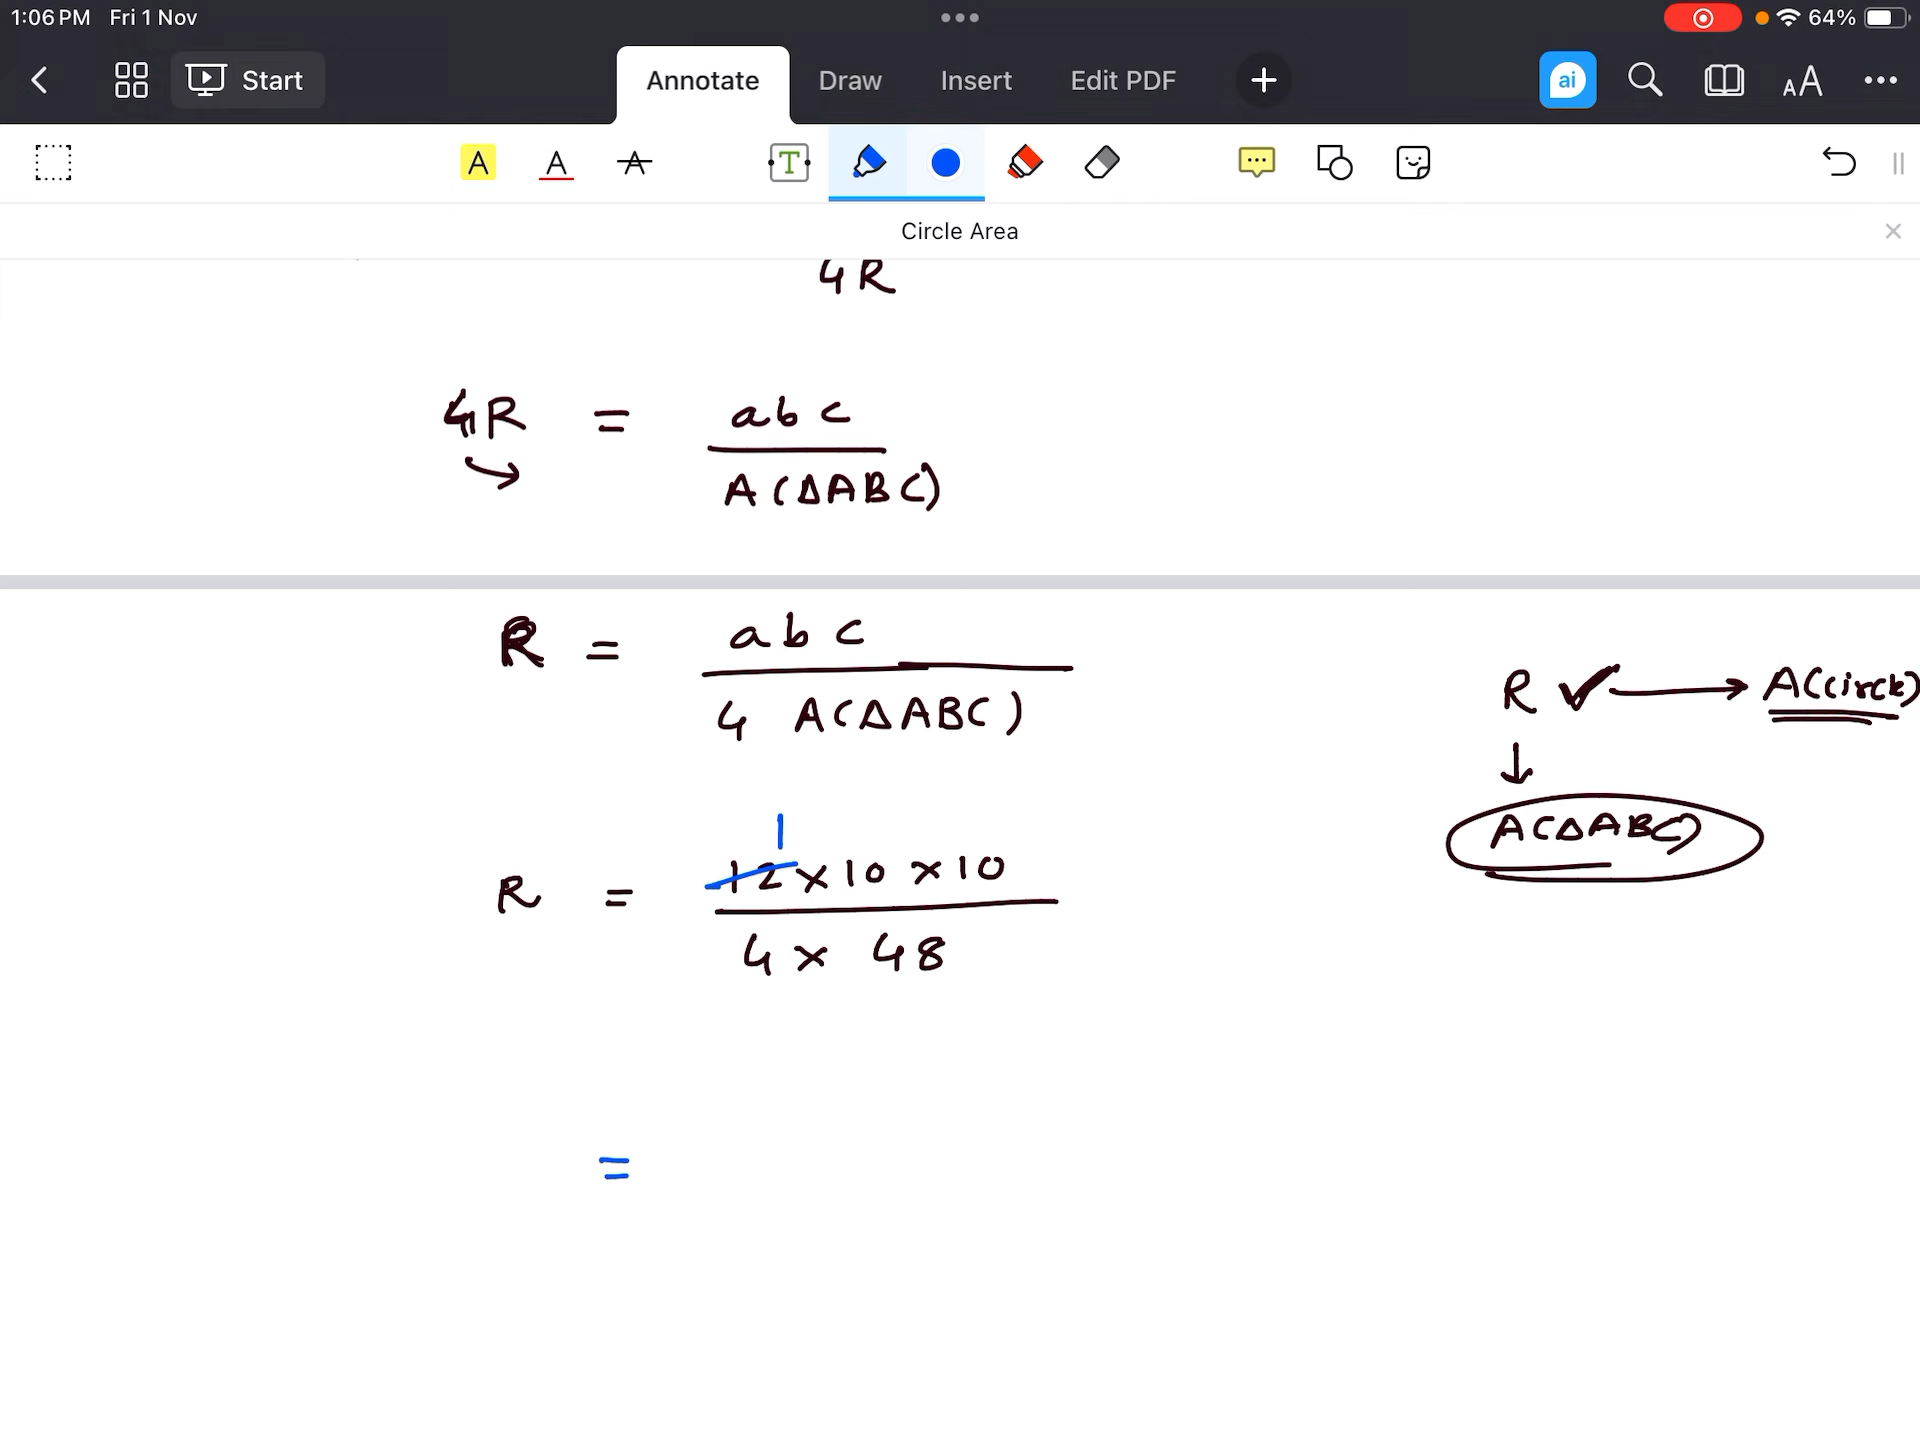 1:06 PM Fri 1 Nov 64%
Start Annotate Draw Insert Edit PDF + ai AA
A A A T
Circle Area
4R
4R = abc
A(ΔABC)
R = abc
4 A(ΔABC)
R ✓ → A(circle)
↓
A(ΔABC)
1
R = 12 × 10 × 10
4 × 48
=